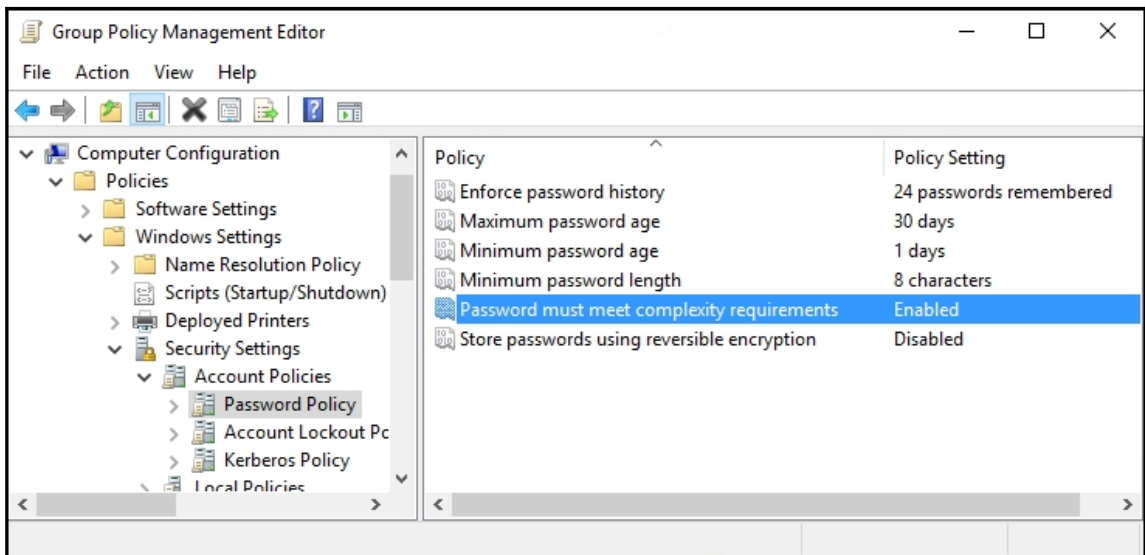 Group Policy Management Editor
File Action View Help
Computer Configuration
Policies
Software Settings
Windows Settings
Name Resolution Policy
Scripts (Startup/Shutdown)
Deployed Printers
Security Settings
Account Policies
Password Policy
Account Lockout Pc
Kerberos Policy
Local Policies
Policy Policy Setting
Enforce password history 24 passwords remembered
Maximum password age 30 days
Minimum password age 1 days
Minimum password length 8 characters
Password must meet complexity requirements Enabled
Store passwords using reversible encryption Disabled